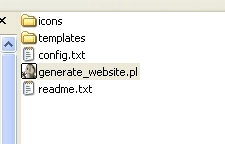 icons
templates
config.txt
generate_website.pl
readme.txt